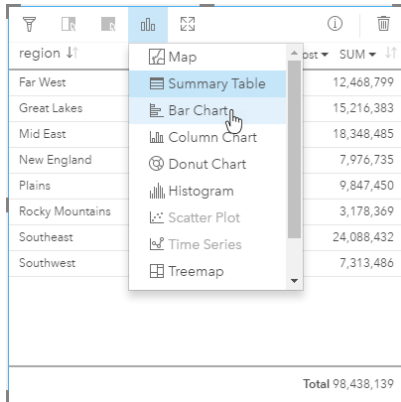 region
ost SUM
Far West 12,468,799
Great Lakes 15,216,383
Mid East 18,348,485
New England 7,976,735
Plains 9,847,450
Rocky Mountains 3,178,369
Southeast 24,088,432
Southwest 7,313,486
Map
Summary Table
Bar Chart
Column Chart
Donut Chart
Histogram
Scatter Plot
Time Series
Treemap
Total 98,438,139